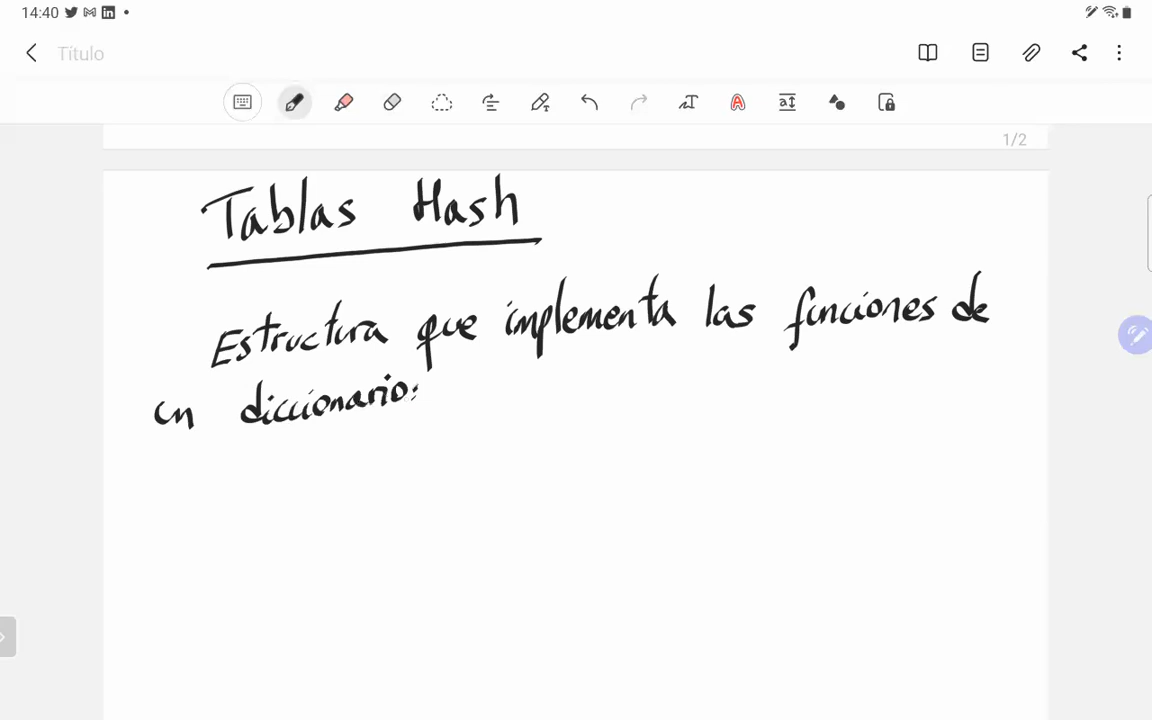 14:40
Título
1/2
Tablas Hash
Estructura que implementa las funciones de
un diccionario: